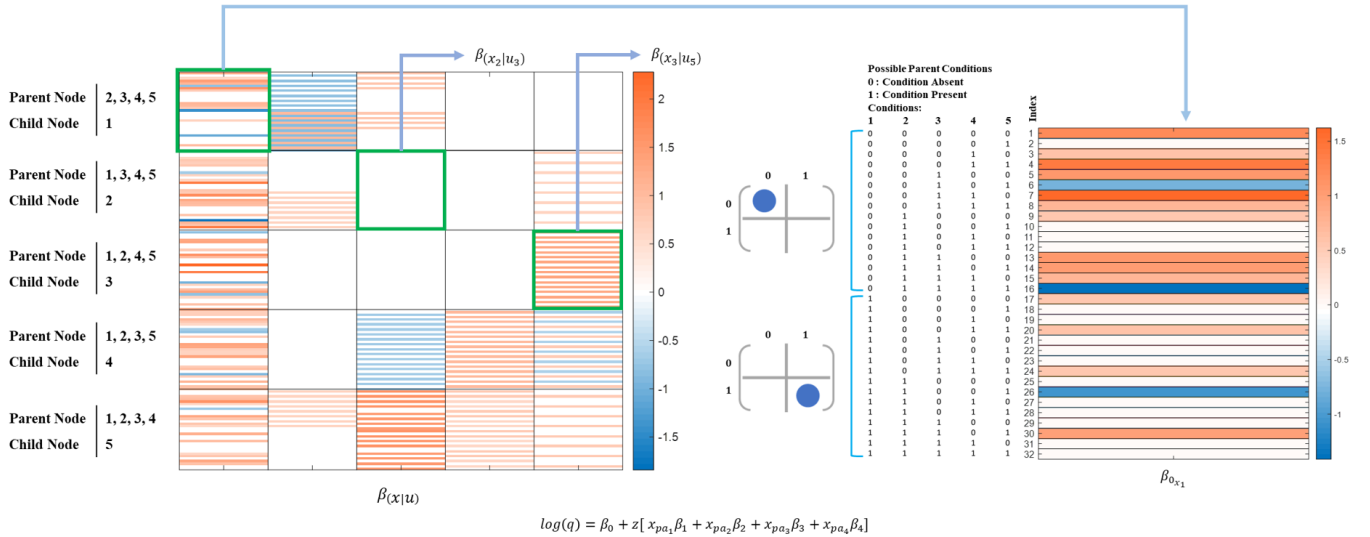 β(x₂|u₃)
β(x₃|u₅)
Parent Node 2, 3, 4, 5
Child Node 1
Parent Node 1, 3, 4, 5
Child Node 2
Parent Node 1, 2, 4, 5
Child Node 3
Parent Node 1, 2, 3, 5
Child Node 4
Parent Node 1, 2, 3, 4
Child Node 5
2
1.5
1
0.5
0
-0.5
-1
-1.5
β(x|u)
0 1
0
1
0 1
0
1
Possible Parent Conditions
0 : Condition Absent
1 : Condition Present
Conditions:
1 2 3 4 5 Index
0 0 0 0 0 1
0 0 0 0 1 2
0 0 0 1 0 3
0 0 0 1 1 4
0 0 1 0 0 5
0 0 1 0 1 6
0 0 1 1 0 7
0 0 1 1 1 8
0 1 0 0 0 9
0 1 0 0 1 10
0 1 0 1 0 11
0 1 0 1 1 12
0 1 1 0 0 13
0 1 1 0 1 14
0 1 1 1 0 15
0 1 1 1 1 16
1 0 0 0 0 17
1 0 0 0 1 18
1 0 0 1 0 19
1 0 0 1 1 20
1 0 1 0 0 21
1 0 1 0 1 22
1 0 1 1 0 23
1 0 1 1 1 24
1 1 0 0 0 25
1 1 0 0 1 26
1 1 0 1 0 27
1 1 0 1 1 28
1 1 1 0 0 29
1 1 1 0 1 30
1 1 1 1 0 31
1 1 1 1 1 32
1.5
1
0.5
0
-0.5
-1
β₀ₓ₁
log(q) = β₀ + z[ x_pa₁β₁ + x_pa₂β₂ + x_pa₃β₃ + x_pa₄β₄]